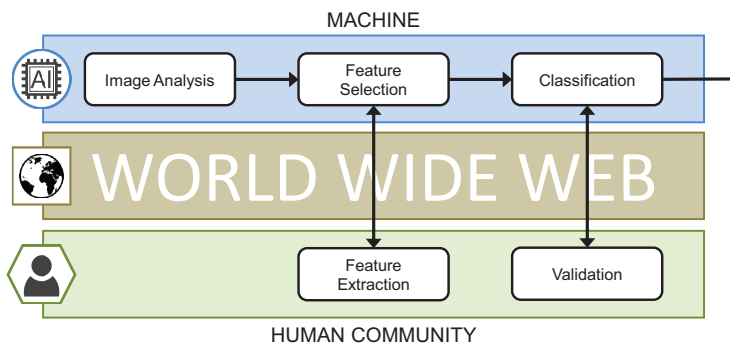 MACHINE
AI
Image Analysis
Feature
Selection
Classification
WORLD WIDE WEB
Feature
Extraction
Validation
HUMAN COMMUNITY